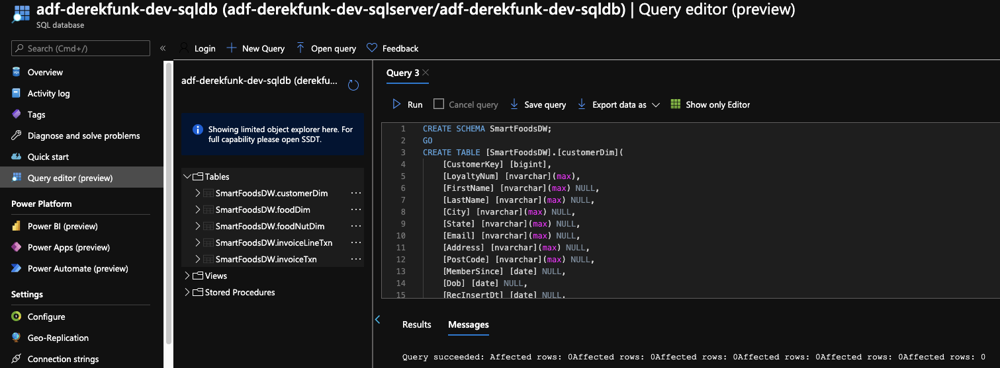 adf-derekfunk-dev-sqldb (adf-derekfunk-dev-sqlserver/adf-derekfunk-dev-sqldb) | Query editor (preview)
SQL database
Search (Cmd+/)
«
Login
New Query
Open query
Feedback
Overview
Activity log
Tags
Diagnose and solve problems
Quick start
Query editor (preview)
Power Platform
Power BI (preview)
Power Apps (preview)
Power Automate (preview)
Settings
Configure
Geo-Replication
Connection strings
adf-derekfunk-dev-sqldb (derekfu...
Showing limited object explorer here. For
full capability please open SSDT.
Tables
SmartFoodsDW.customerDim ...
SmartFoodsDW.foodDim ...
SmartFoodsDW.foodNutDim ...
SmartFoodsDW.invoiceLineTxn ...
SmartFoodsDW.invoiceTxn ...
Views
Stored Procedures
Query 3
Run
Cancel query
Save query
Export data as
Show only Editor
1 CREATE SCHEMA SmartFoodsDW;
2 GO
3 CREATE TABLE [SmartFoodsDW].[customerDim](
4 [CustomerKey] [bigint],
5 [LoyaltyNum] [nvarchar](max),
6 [FirstName] [nvarchar](max) NULL,
7 [LastName] [nvarchar](max) NULL,
8 [City] [nvarchar](max) NULL,
9 [State] [nvarchar](max) NULL,
10 [Email] [nvarchar](max) NULL,
11 [Address] [nvarchar](max) NULL,
12 [PostCode] [nvarchar](max) NULL,
13 [MemberSince] [date] NULL,
14 [Dob] [date] NULL,
15 [RecInsertDt] [date] NULL,
Results
Messages
Query succeeded: Affected rows: 0Affected rows: 0Affected rows: 0Affected rows: 0Affected rows: 0Affected rows: 0